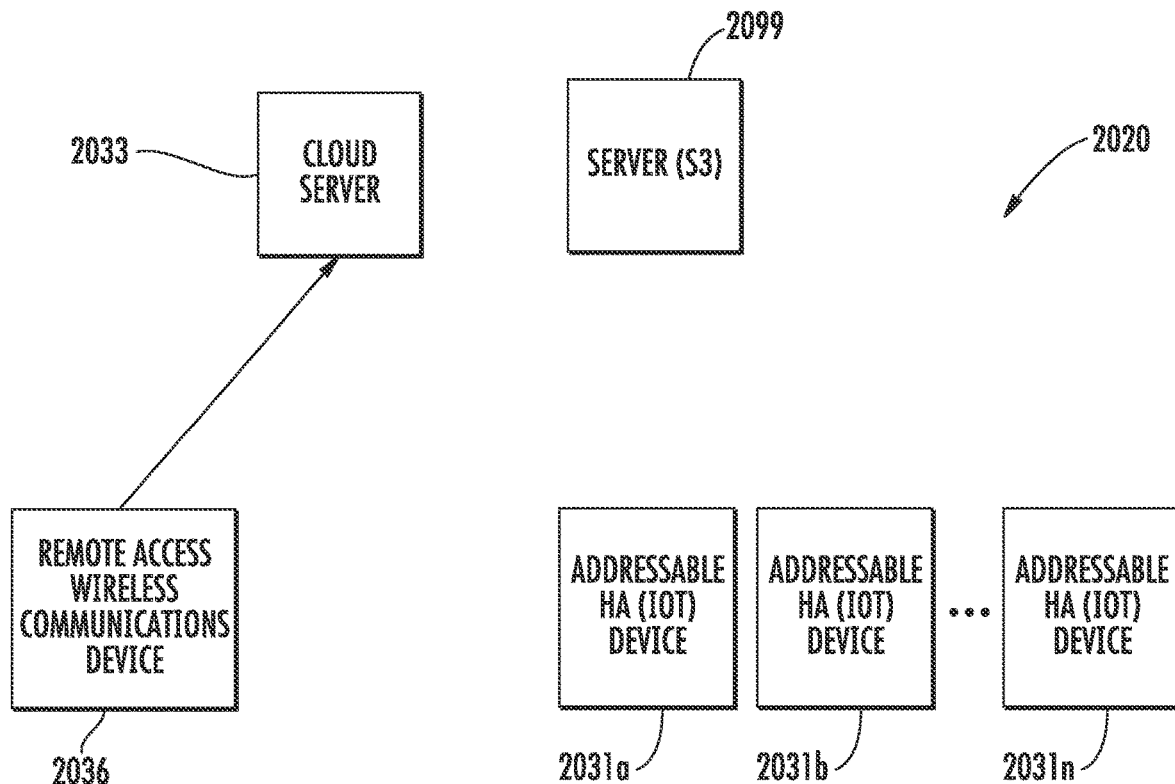 2099
2033
CLOUD
SERVER
SERVER (S3)
2020
REMOTE ACCESS
WIRELESS
COMMUNICATIONS
DEVICE
ADDRESSABLE
HA (IOT)
DEVICE
ADDRESSABLE
HA (IOT)
DEVICE
•••
ADDRESSABLE
HA (IOT)
DEVICE
2036
2031a
2031b
2031n